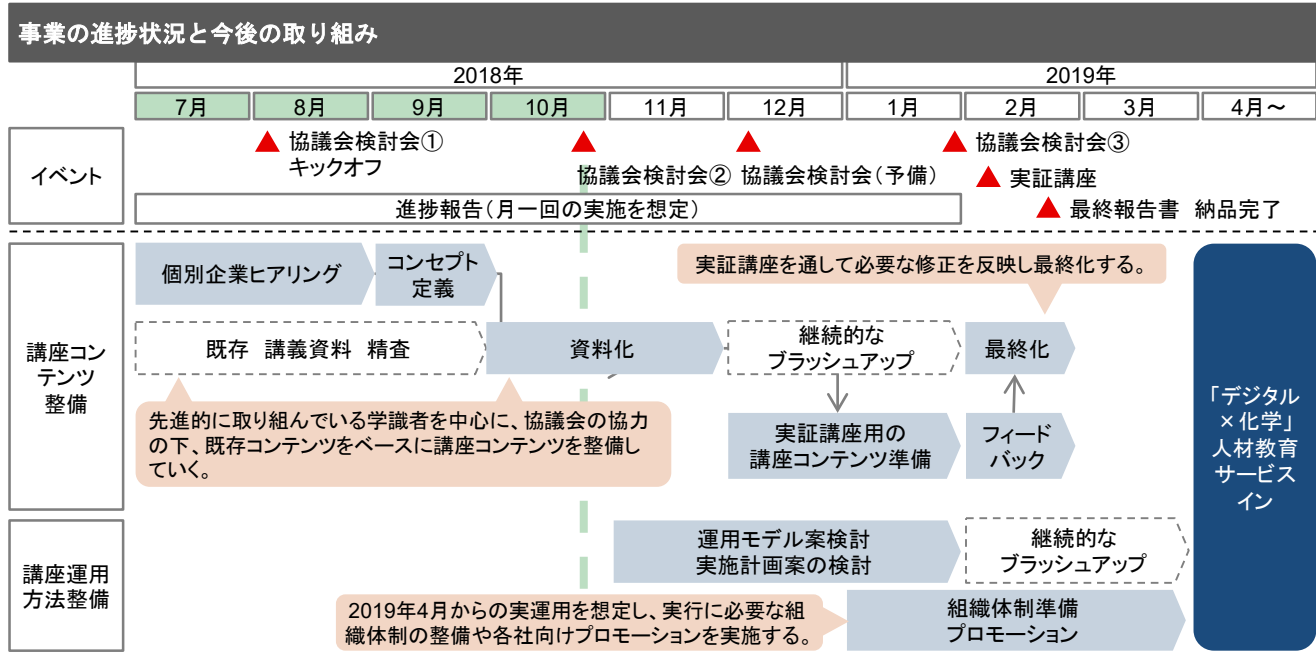 事業の進捗状況と今後の取り組み
2018年
2019年
7月
8月
9月
10月
11月
12月
1月
2月
3月
4月～
イベント
協議会検討会①
キックオフ
協議会検討会②
協議会検討会(予備)
協議会検討会③
実証講座
最終報告書 納品完了
進捗報告(月一回の実施を想定)
講座コン
テンツ
整備
個別企業ヒアリング
コンセプト
定義
実証講座を通して必要な修正を反映し最終化する。
既存 講義資料 精査
資料化
継続的な
ブラッシュアップ
最終化
先進的に取り組んでいる学識者を中心に、協議会の協力
の下、既存コンテンツをベースに講座コンテンツを整備し
ていく。
実証講座用の
講座コンテンツ準備
フィード
バック
「デジタル
×化学」
人材教育
サービス
イン
講座運用
方法整備
運用モデル案検討
実施計画案の検討
継続的な
ブラッシュアップ
2019年4月からの実運用を想定し、実行に必要な組
織体制の整備や各社向けプロモーションを実施する。
組織体制準備
プロモーション